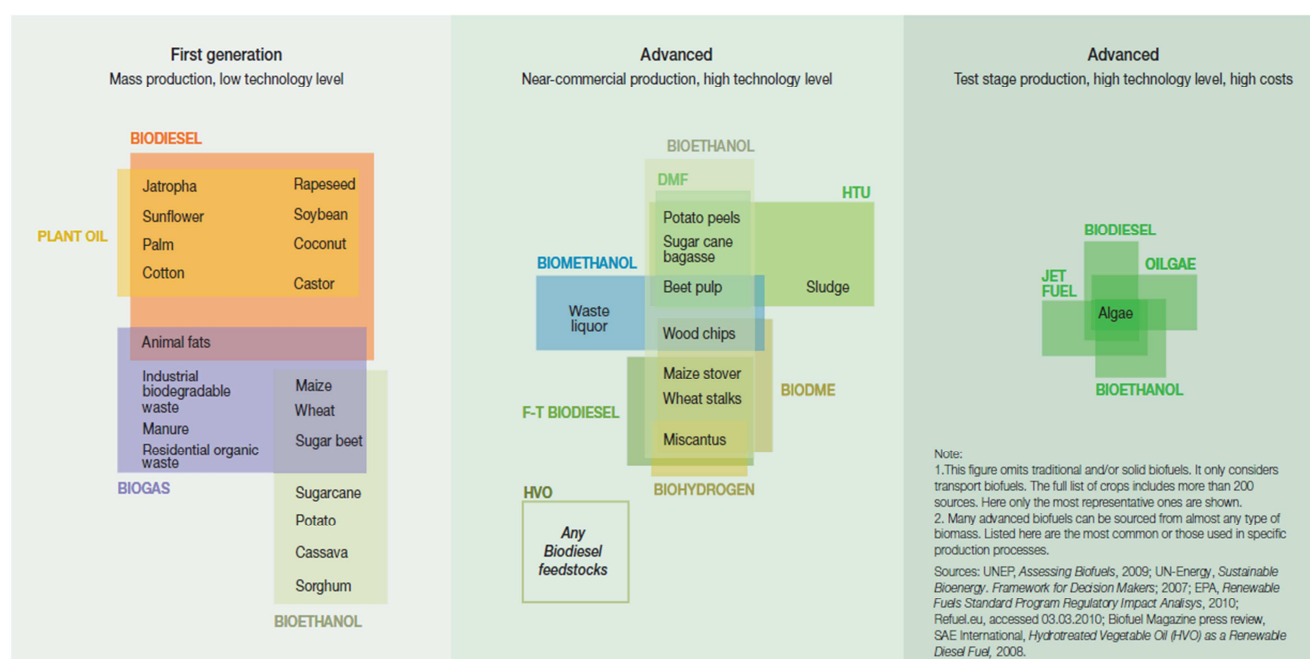 First generation
Mass production, low technology level
BIODIESEL
Jatropha
Rapeseed
Sunflower
Soybean
PLANT OIL
Palm
Coconut
Cotton
Castor
Animal fats
Industrial
biodegradable
waste
Maize
Manure
Wheat
Residential organic
waste
Sugar beet
BIOGAS
Sugarcane
Potato
Cassava
Sorghum
BIOETHANOL
Advanced
Near-commercial production, high technology level
BIOETHANOL
DMF
HTU
Potato peels
Sugar cane
bagasse
BIOMETHANOL
Beet pulp
Sludge
Waste
liquor
Wood chips
Maize stover
BIODME
Wheat stalks
F-T BIODIESEL
Miscantus
BIOHYDROGEN
HVO
Any
Biodiesel
feedstocks
Advanced
Test stage production, high technology level, high costs
BIODIESEL
OILGAE
JET
FUEL
Algae
BIOETHANOL
Note:
1.This figure omits traditional and/or solid biofuels. It only considers
transport biofuels. The full list of crops includes more than 200
sources. Here only the most representative ones are shown.
2. Many advanced biofuels can be sourced from almost any type of
biomass. Listed here are the most common or those used in specific
production processes.
Sources: UNEP, Assessing Biofuels, 2009; UN-Energy, Sustainable
Bioenergy. Framework for Decision Makers; 2007; EPA, Renewable
Fuels Standard Program Regulatory Impact Analisys, 2010;
Refuel.eu, accessed 03.03.2010; Biofuel Magazine press review,
SAE International, Hydrotreated Vegetable Oil (HVO) as a Renewable
Diesel Fuel, 2008.